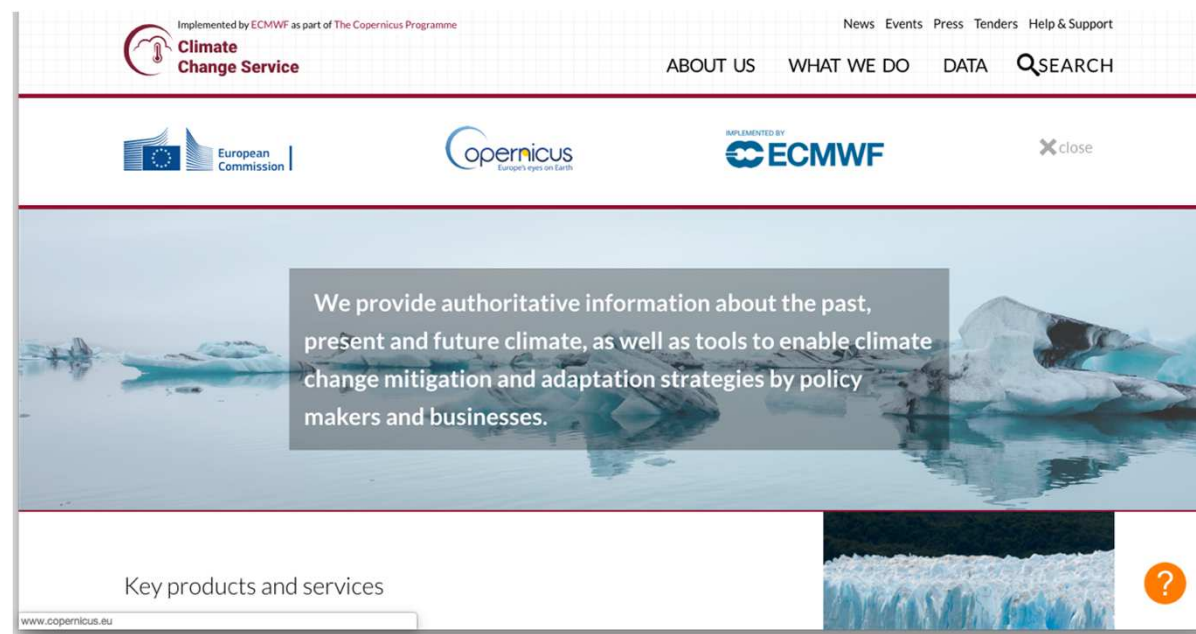 Implemented by ECMWF as part of The Copernicus Programme
News Events Press Tenders Help & Support
Climate
Change Service
ABOUT US WHAT WE DO DATA SEARCH
European
Commission
opernicus
Europe's eyes on Earth
IMPLEMENTED BY
ECMWF
close
We provide authoritative information about the past,
present and future climate, as well as tools to enable climate
change mitigation and adaptation strategies by policy
makers and businesses.
Key products and services
?
www.copernicus.eu